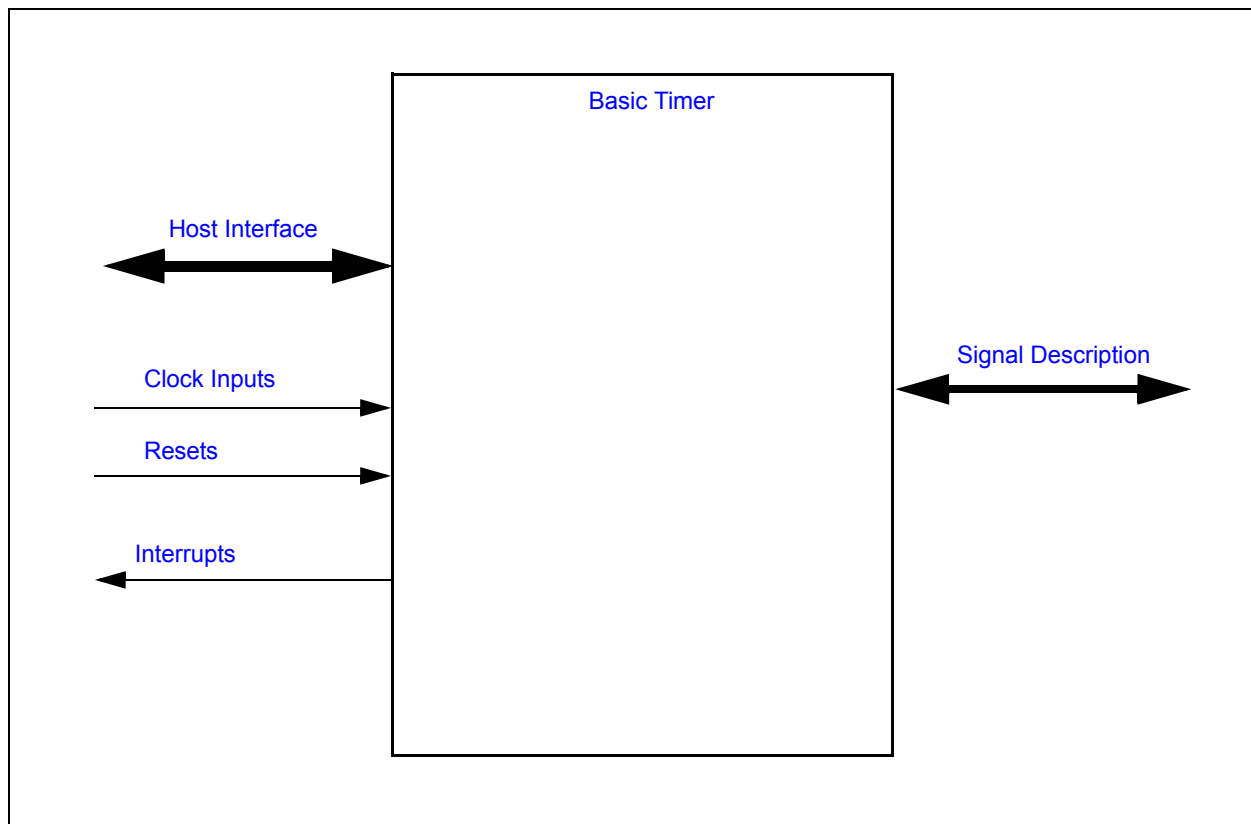 Basic Timer
Host Interface
Signal Description
Clock Inputs
Resets
Interrupts